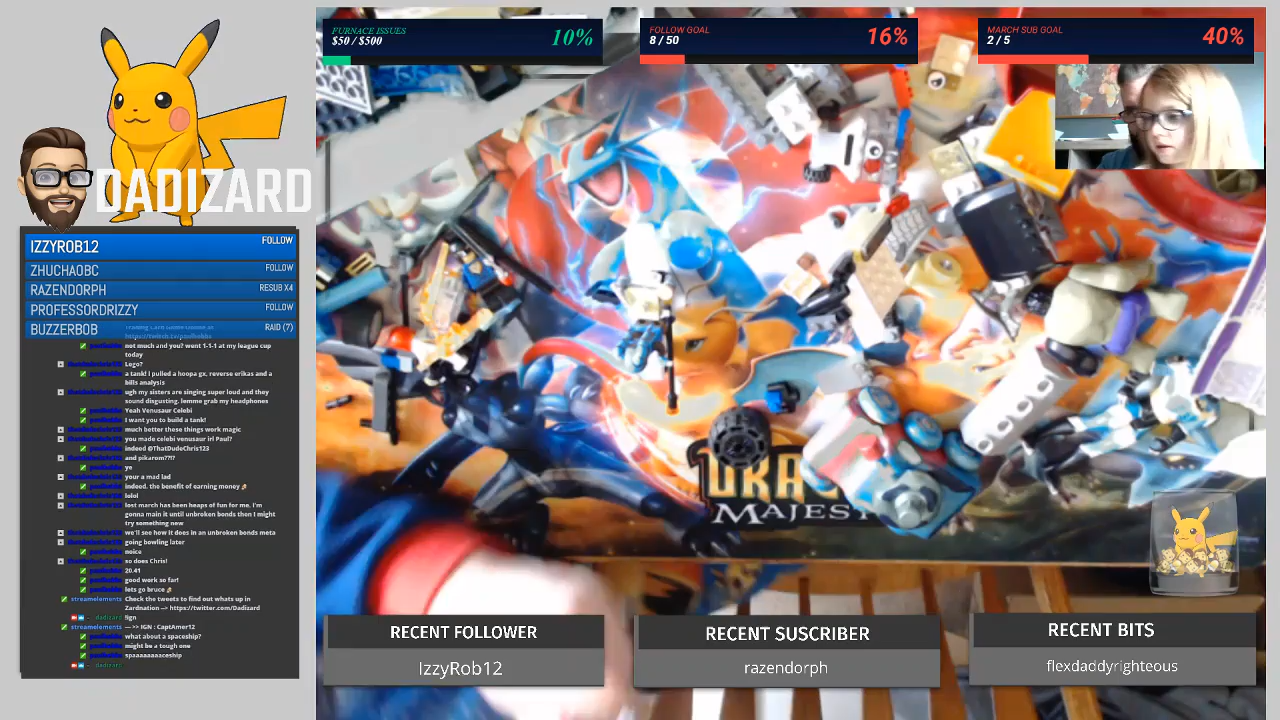 FURNACE ISSUES
$50 / $500
10%
FOLLOW GOAL
8 / 50
16%
MARCH SUB GOAL
2 / 5
40%
DADIZARD
IZZYROB12 FOLLOW
ZHUCHAOBC FOLLOW
RAZENDORPH RESUB X4
PROFESSORDRIZZY FOLLOW
BUZZERBOB RAID (7)
not much and you? went 1-1-1 at my league cup
today
Lego?
a tank! I pulled a hoopa gx, reverse erikas and a
bills analysis
ugh my sisters are singing super loud and they
sound disgusting. lemme grab my headphones
Yeah Venusaur Celebi
I want you to build a tank!
much better these things work magic
you made celebi venusaur irl Paul?
indeed @ThatDudeChris123
and pikarom????
ye
your a mad lad
indeed. the benefit of earning money
lolol
lost march has been heaps of fun for me, I'm
gonna main it until unbroken bonds then I might
try something new
we'll see how it does in an unbroken bonds meta
going bowling later
noice
so does Chris!
20.41
good work so far!
lets go bruce
streamelements Check the tweets to find out whats up in
Zardnation --> https://twitter.com/Dadizard
dadizard !ign
streamelements —>> IGN : CaptAmer12
what about a spaceship?
might be a tough one
spaaaaaaaceship
dadizard
MAJEST
RECENT FOLLOWER
IzzyRob12
RECENT SUSCRIBER
razendorph
RECENT BITS
flexdaddyrighteous